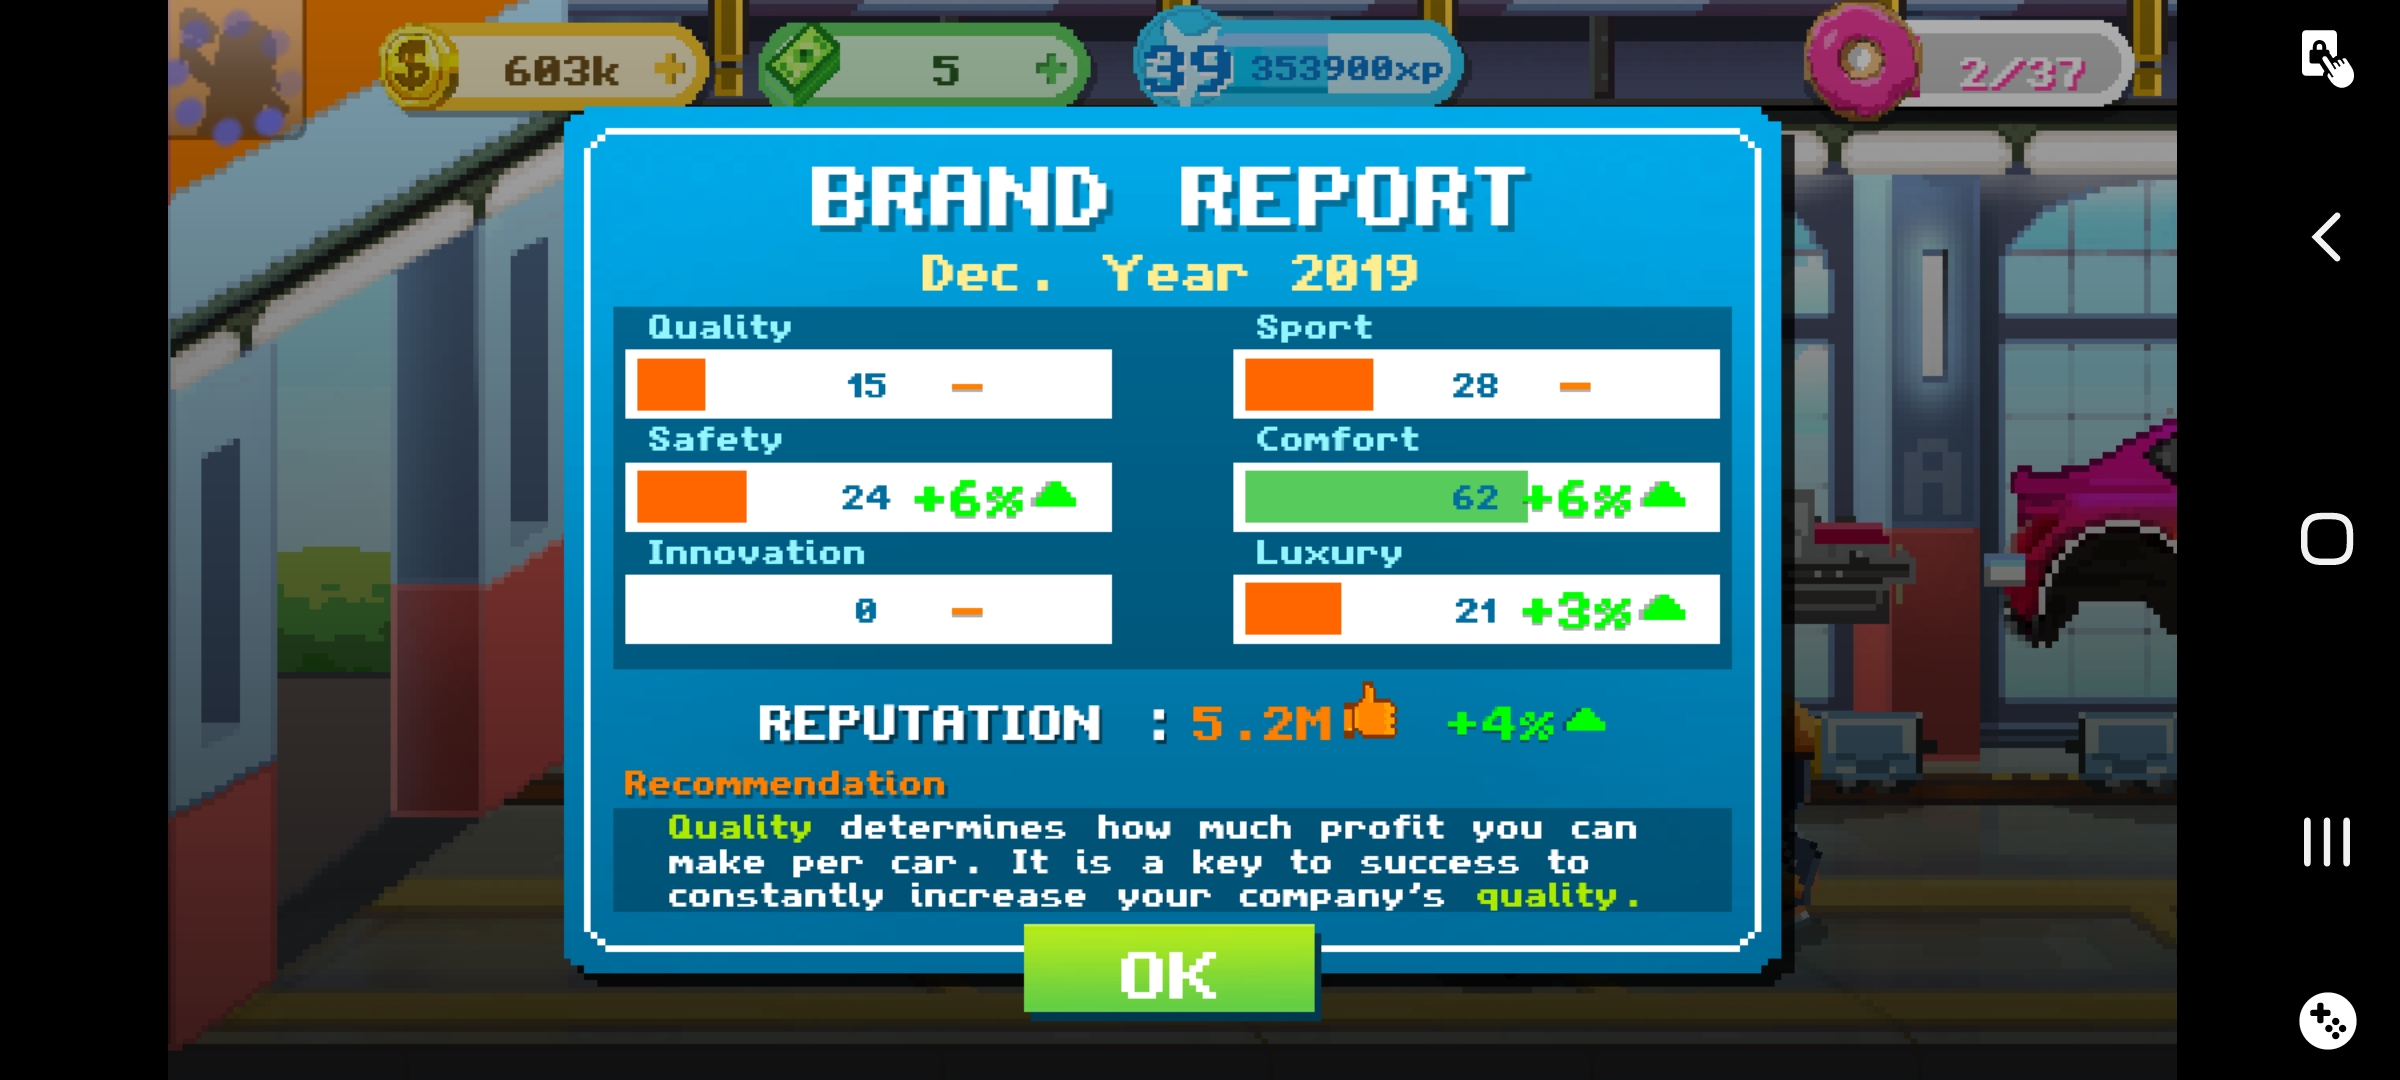 603k +
5 +
39 353900xp
2/37
BRAND REPORT
Dec. Year 2019
Quality
Sport
15 –
28 –
Safety
Comfort
24 +6%
62 +6%
Innovation
Luxury
0 –
21 +3%
REPUTATION : 5.2M +4%
Recommendation
Quality determines how much profit you can
make per car. It is a key to success to
constantly increase your company's quality.
OK